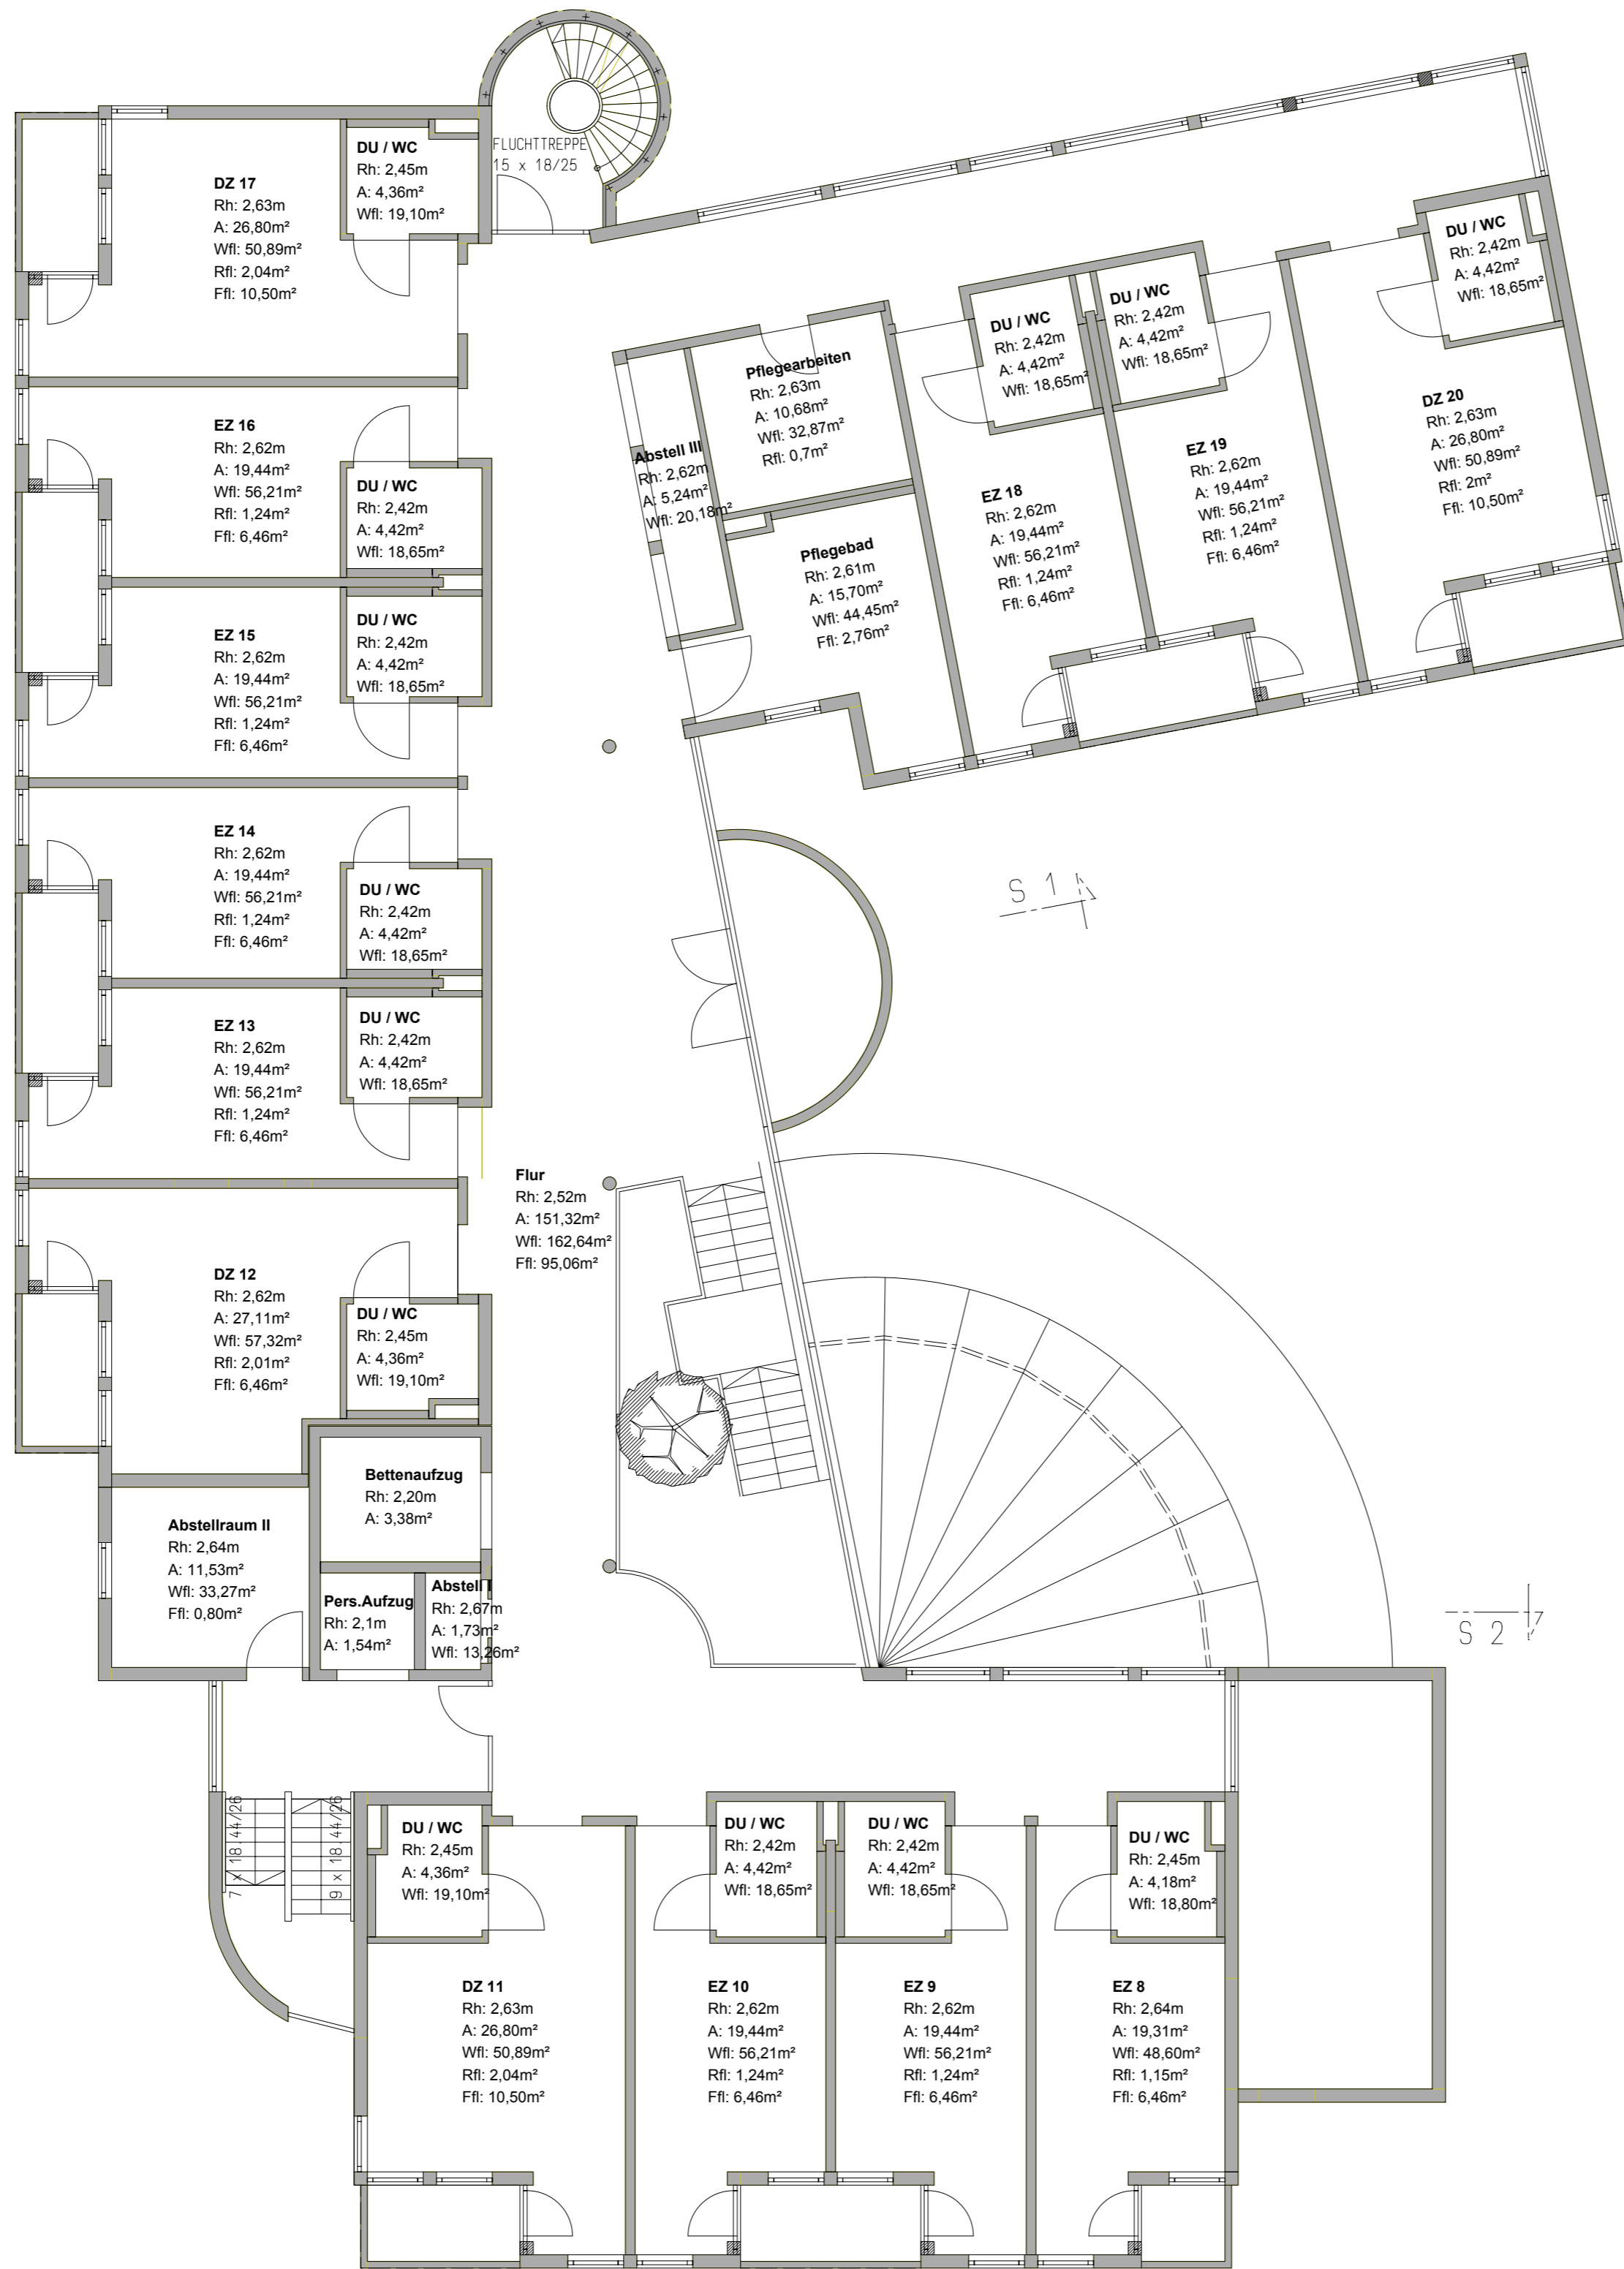 FLUCHTTREPPE
15 x 18/25
DZ 17
Rh: 2,63m
A: 26,80m²
Wfl: 50,89m²
Rfl: 2,04m²
Ffl: 10,50m²
DU / WC
Rh: 2,45m
A: 4,36m²
Wfl: 19,10m²
DU / WC
Rh: 2,42m
A: 4,42m²
Wfl: 18,65m²
DU / WC
Rh: 2,42m
A: 4,42m²
Wfl: 18,65m²
DU / WC
Rh: 2,42m
A: 4,42m²
Wfl: 18,65m²
Pflegearbeiten
Rh: 2,63m
A: 10,68m²
Wfl: 32,87m²
Rfl: 0,7m²
Abstell III
Rh: 2,62m
A: 5,24m²
Wfl: 20,18m²
Pflegebad
Rh: 2,61m
A: 15,70m²
Wfl: 44,45m²
Ffl: 2,76m²
EZ 18
Rh: 2,62m
A: 19,44m²
Wfl: 56,21m²
Rfl: 1,24m²
Ffl: 6,46m²
EZ 19
Rh: 2,62m
A: 19,44m²
Wfl: 56,21m²
Rfl: 1,24m²
Ffl: 6,46m²
DZ 20
Rh: 2,63m
A: 26,80m²
Wfl: 50,89m²
Rfl: 2m²
Ffl: 10,50m²
EZ 16
Rh: 2,62m
A: 19,44m²
Wfl: 56,21m²
Rfl: 1,24m²
Ffl: 6,46m²
DU / WC
Rh: 2,42m
A: 4,42m²
Wfl: 18,65m²
EZ 15
Rh: 2,62m
A: 19,44m²
Wfl: 56,21m²
Rfl: 1,24m²
Ffl: 6,46m²
DU / WC
Rh: 2,42m
A: 4,42m²
Wfl: 18,65m²
EZ 14
Rh: 2,62m
A: 19,44m²
Wfl: 56,21m²
Rfl: 1,24m²
Ffl: 6,46m²
DU / WC
Rh: 2,42m
A: 4,42m²
Wfl: 18,65m²
S 1
EZ 13
Rh: 2,62m
A: 19,44m²
Wfl: 56,21m²
Rfl: 1,24m²
Ffl: 6,46m²
DU / WC
Rh: 2,42m
A: 4,42m²
Wfl: 18,65m²
Flur
Rh: 2,52m
A: 151,32m²
Wfl: 162,64m²
Ffl: 95,06m²
DZ 12
Rh: 2,62m
A: 27,11m²
Wfl: 57,32m²
Rfl: 2,01m²
Ffl: 6,46m²
DU / WC
Rh: 2,45m
A: 4,36m²
Wfl: 19,10m²
Bettenaufzug
Rh: 2,20m
A: 3,38m²
Abstellraum II
Rh: 2,64m
A: 11,53m²
Wfl: 33,27m²
Ffl: 0,80m²
Pers.Aufzug
Rh: 2,1m
A: 1,54m²
Abstell I
Rh: 2,67m
A: 1,73m²
Wfl: 13,26m²
S 2
7 x 18.44/26
9 x 18.44/26
DU / WC
Rh: 2,45m
A: 4,36m²
Wfl: 19,10m²
DU / WC
Rh: 2,42m
A: 4,42m²
Wfl: 18,65m²
DU / WC
Rh: 2,42m
A: 4,42m²
Wfl: 18,65m²
DU / WC
Rh: 2,45m
A: 4,18m²
Wfl: 18,80m²
DZ 11
Rh: 2,63m
A: 26,80m²
Wfl: 50,89m²
Rfl: 2,04m²
Ffl: 10,50m²
EZ 10
Rh: 2,62m
A: 19,44m²
Wfl: 56,21m²
Rfl: 1,24m²
Ffl: 6,46m²
EZ 9
Rh: 2,62m
A: 19,44m²
Wfl: 56,21m²
Rfl: 1,24m²
Ffl: 6,46m²
EZ 8
Rh: 2,64m
A: 19,31m²
Wfl: 48,60m²
Rfl: 1,15m²
Ffl: 6,46m²